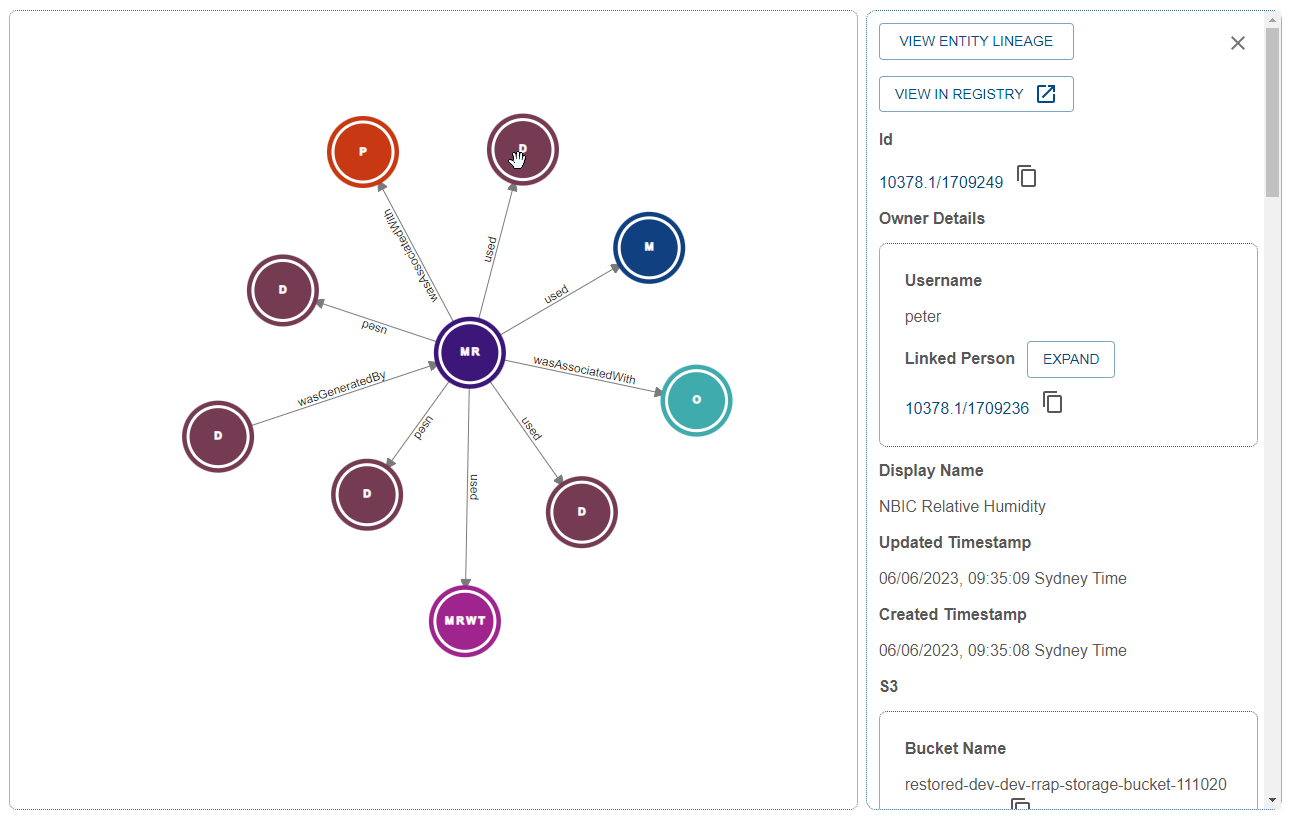 P
D
M
used
wasAssociatedWith
used
D
used
MR
wasAssociatedWith
O
wasGeneratedBy
D
used
used
used
D
D
MRWT
VIEW ENTITY LINEAGE
VIEW IN REGISTRY
Id
10378.1/1709249
Owner Details
Username
peter
Linked Person EXPAND
10378.1/1709236
Display Name
NBIC Relative Humidity
Updated Timestamp
06/06/2023, 09:35:09 Sydney Time
Created Timestamp
06/06/2023, 09:35:08 Sydney Time
S3
Bucket Name
restored-dev-dev-rrap-storage-bucket-111020